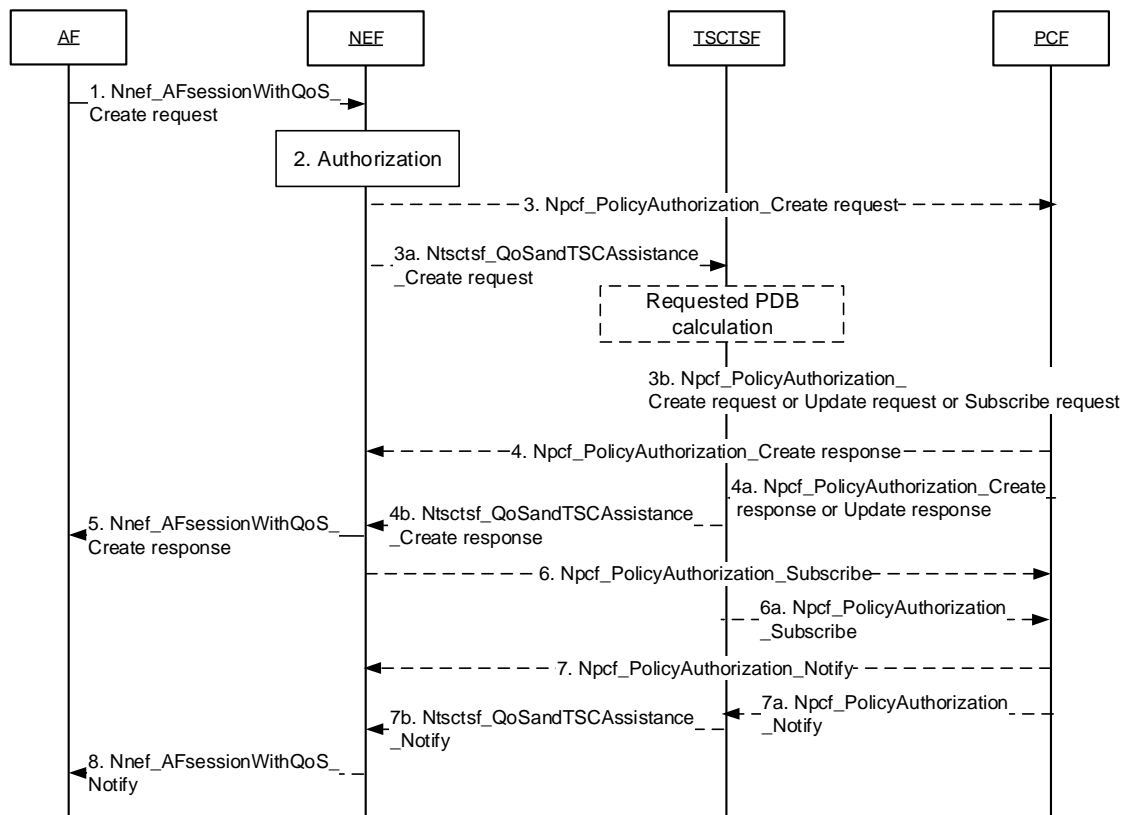 AF
NEF
TSCTSF
PCF
1. Nnef_AFsessionWithQoS_
Create request
2. Authorization
3. Npcf_PolicyAuthorization_Create request
3a. Ntsctsf_QoSandTSCAssistance
_Create request
Requested PDB
calculation
3b. Npcf_PolicyAuthorization_
Create request or Update request or Subscribe request
4. Npcf_PolicyAuthorization_Create response
4a. Npcf_PolicyAuthorization_Create
response or Update response
4b. Ntsctsf_QoSandTSCAssistance
_Create response
5. Nnef_AFsessionWithQoS_
Create response
6. Npcf_PolicyAuthorization_Subscribe
6a. Npcf_PolicyAuthorization
_Subscribe
7. Npcf_PolicyAuthorization_Notify
7a. Npcf_PolicyAuthorization
_Notify
7b. Ntsctsf_QoSandTSCAssistance
_Notify
8. Nnef_AFsessionWithQoS_
Notify